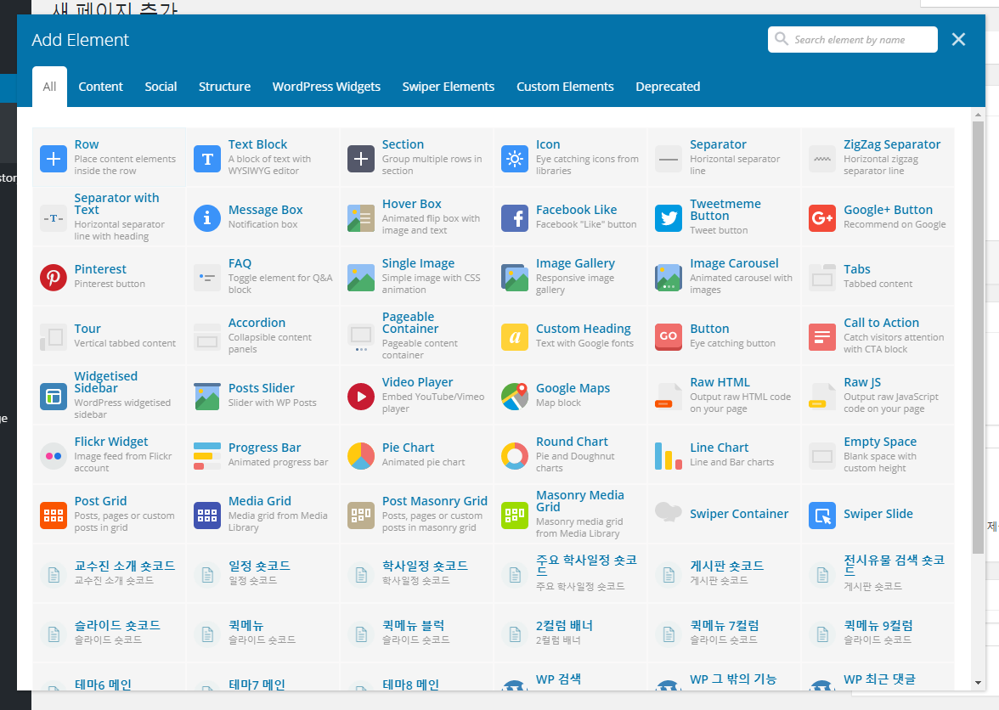 새 페이지 추가
Add Element
Search element by name
All
Content
Social
Structure
WordPress Widgets
Swiper Elements
Custom Elements
Deprecated
Row
Place content elements
inside the row
Text Block
A block of text with
WYSIWYG editor
Section
Group multiple rows in
section
Icon
Eye catching icons from
libraries
Separator
Horizontal separator
line
ZigZag Separator
Horizontal zigzag
separator line
Separator with
Text
Horizontal separator
line with heading
Message Box
Notification box
Hover Box
Animated flip box with
image and text
Facebook Like
Facebook "Like" button
Tweetmeme
Button
Tweet button
Google+ Button
Recommend on Google
Pinterest
Pinterest button
FAQ
Toggle element for Q&A
block
Single Image
Simple image with CSS
animation
Image Gallery
Responsive image
gallery
Image Carousel
Animated carousel with
images
Tabs
Tabbed content
Tour
Vertical tabbed content
Accordion
Collapsible content
panels
Pageable
Container
Pageable content
container
Custom Heading
Text with Google fonts
GO
Button
Eye catching button
Call to Action
Catch visitors attention
with CTA block
Widgetised
Sidebar
WordPress widgetised
sidebar
Posts Slider
Slider with WP Posts
Video Player
Embed YouTube/Vimeo
player
Google Maps
Map block
Raw HTML
Output raw HTML code
on your page
Raw JS
Output raw JavaScript
code on your page
Flickr Widget
Image feed from Flickr
account
Progress Bar
Animated progress bar
Pie Chart
Animated pie chart
Round Chart
Pie and Doughnut
charts
Line Chart
Line and Bar charts
Empty Space
Blank space with
custom height
Post Grid
Posts, pages or custom
posts in grid
Media Grid
Media grid from Media
Library
Post Masonry Grid
Posts, pages or custom
posts in masonry grid
Masonry Media
Grid
Masonry media grid
from Media Library
Swiper Container
Swiper Slide
교수진 소개 숏코드
교수진 소개 숏코드
일정 숏코드
일정 숏코드
학사일정 숏코드
학사일정 숏코드
주요 학사일정 숏코
드
주요 학사일정 숏코드
게시판 숏코드
게시판 숏코드
전시유물 검색 숏코
드
게시판 숏코드
슬라이드 숏코드
슬라이드 숏코드
퀵메뉴
슬라이드 숏코드
퀵메뉴 블럭
슬라이드 숏코드
2컬럼 배너
2컬럼 배너
퀵메뉴 7컬럼
슬라이드 숏코드
퀵메뉴 9컬럼
슬라이드 숏코드
테마6 메인
테마7 메인
테마8 메인
WP 검색
WP 그 밖의 기능
WP 최근 댓글